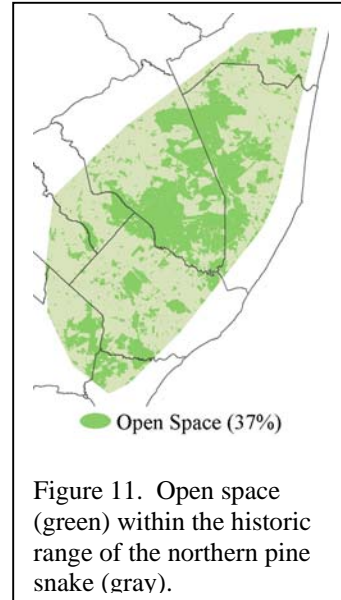 Open Space (37%)
Figure 11.  Open space
(green) within the historic
range of the northern pine
snake (gray).